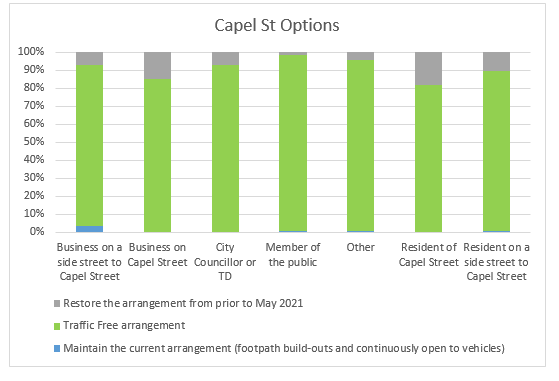 Capel St Options
100%
90%
80%
70%
60%
50%
40%
30%
20%
10%
0%
Business on a side street to Capel Street
Business on Capel Street
City Councillor or TD
Member of the public
Other
Resident of Capel Street
Resident on a side street to Capel Street
Restore the arrangement from prior to May 2021
Traffic Free arrangement
Maintain the current arrangement (footpath build-outs and continuously open to vehicles)